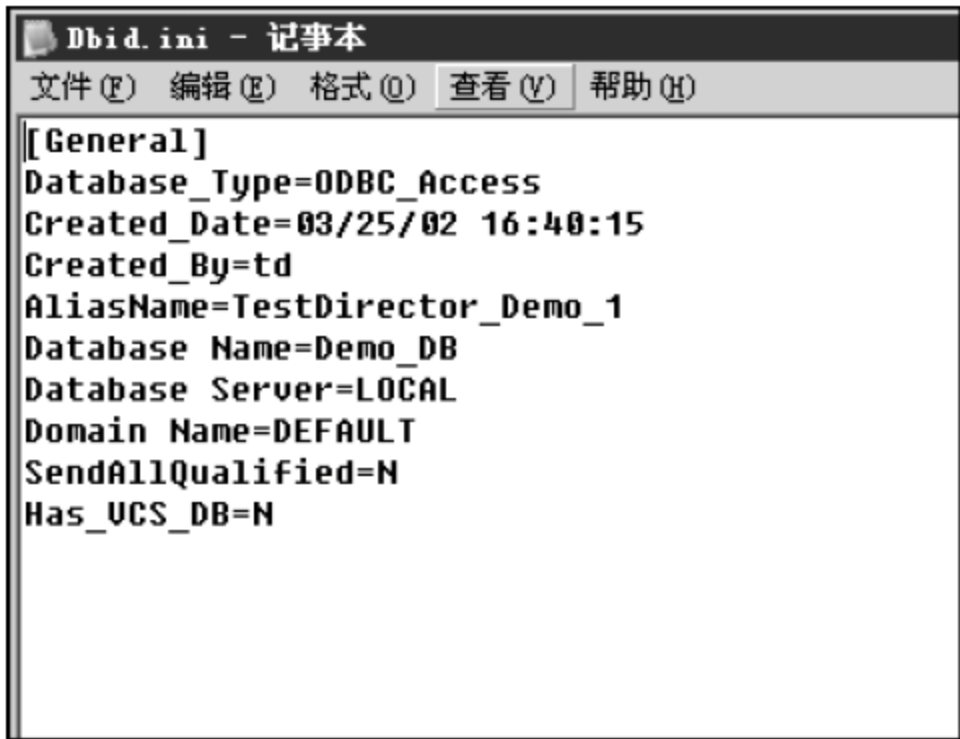 Dbid.ini - 记事本
文件(F) 编辑(E) 格式(O) 查看(V) 帮助(H)
[General]
Database_Type=ODBC_Access
Created_Date=03/25/02 16:40:15
Created_By=td
AliasName=TestDirector_Demo_1
Database Name=Demo_DB
Database Server=LOCAL
Domain Name=DEFAULT
SendAllQualified=N
Has_VCS_DB=N